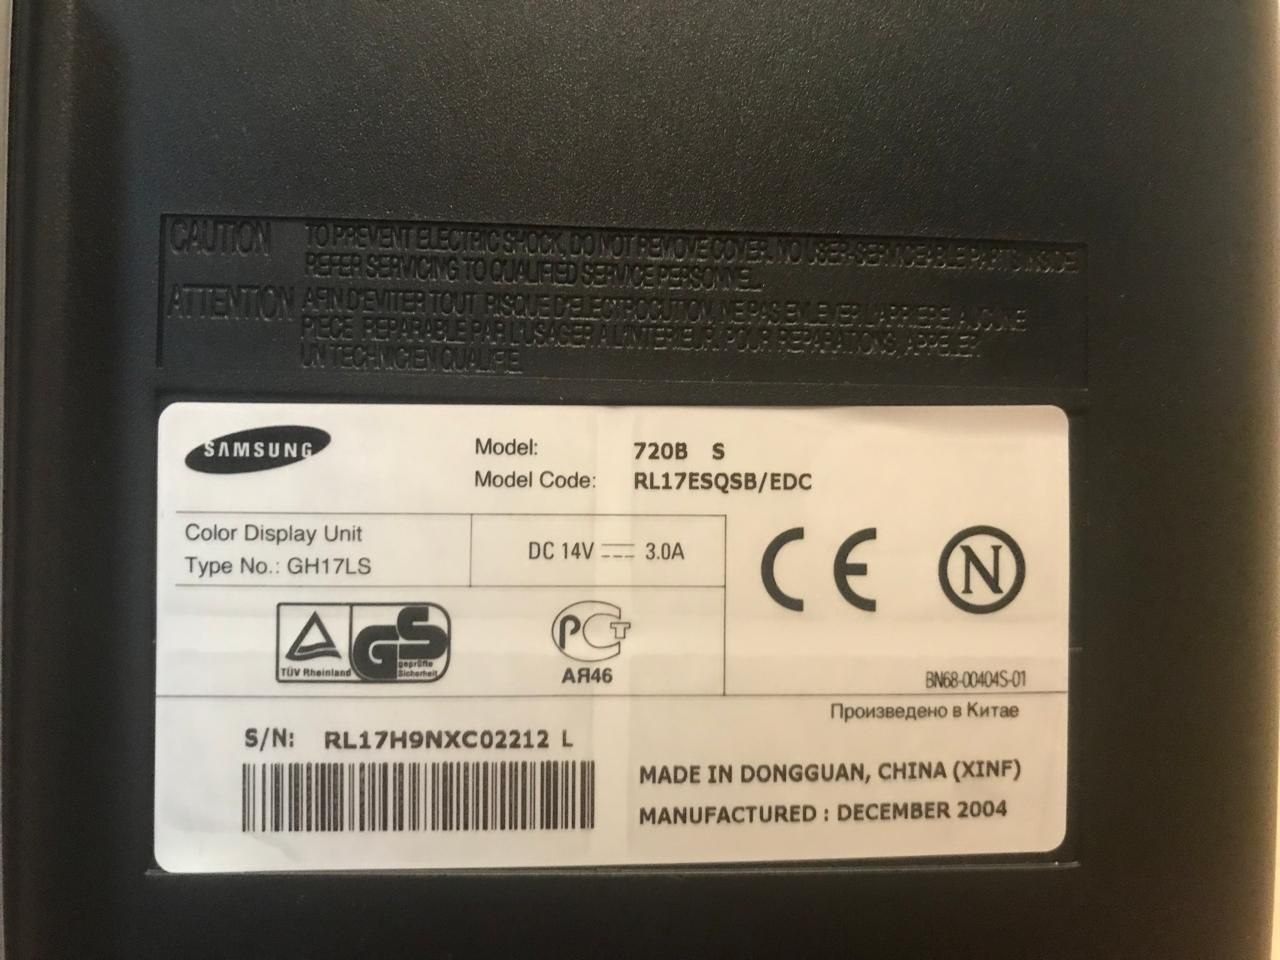 CAUTION TO PREVENT ELECTRIC SHOCK, DO NOT REMOVE COVER. NO USER-SERVICEABLE PARTS INSIDE.
REFER SERVICING TO QUALIFIED SERVICE PERSONNEL.
ATTENTION AFIN D'EVITER TOUT RISQUE D'ELECTROCUTION, NE PAS ENLEVER L'ARRIERE. AUCUNE
PIECE REPARABLE PAR L'USAGER A L'INTERIEUR. POUR REPARATIONS, APPELER
UN TECHNICIEN QUALIFIE.
SAMSUNG
Model: 720B S
Model Code: RL17ESQSB/EDC
Color Display Unit
Type No.: GH17LS
DC 14V 3.0A
CE
N
TÜV Rheinland
GS
geprüfte
Sicherheit
РСТ
АЯ46
BN68-00404S-01
Произведено в Китае
S/N: RL17H9NXC02212 L
MADE IN DONGGUAN, CHINA (XINF)
MANUFACTURED : DECEMBER 2004